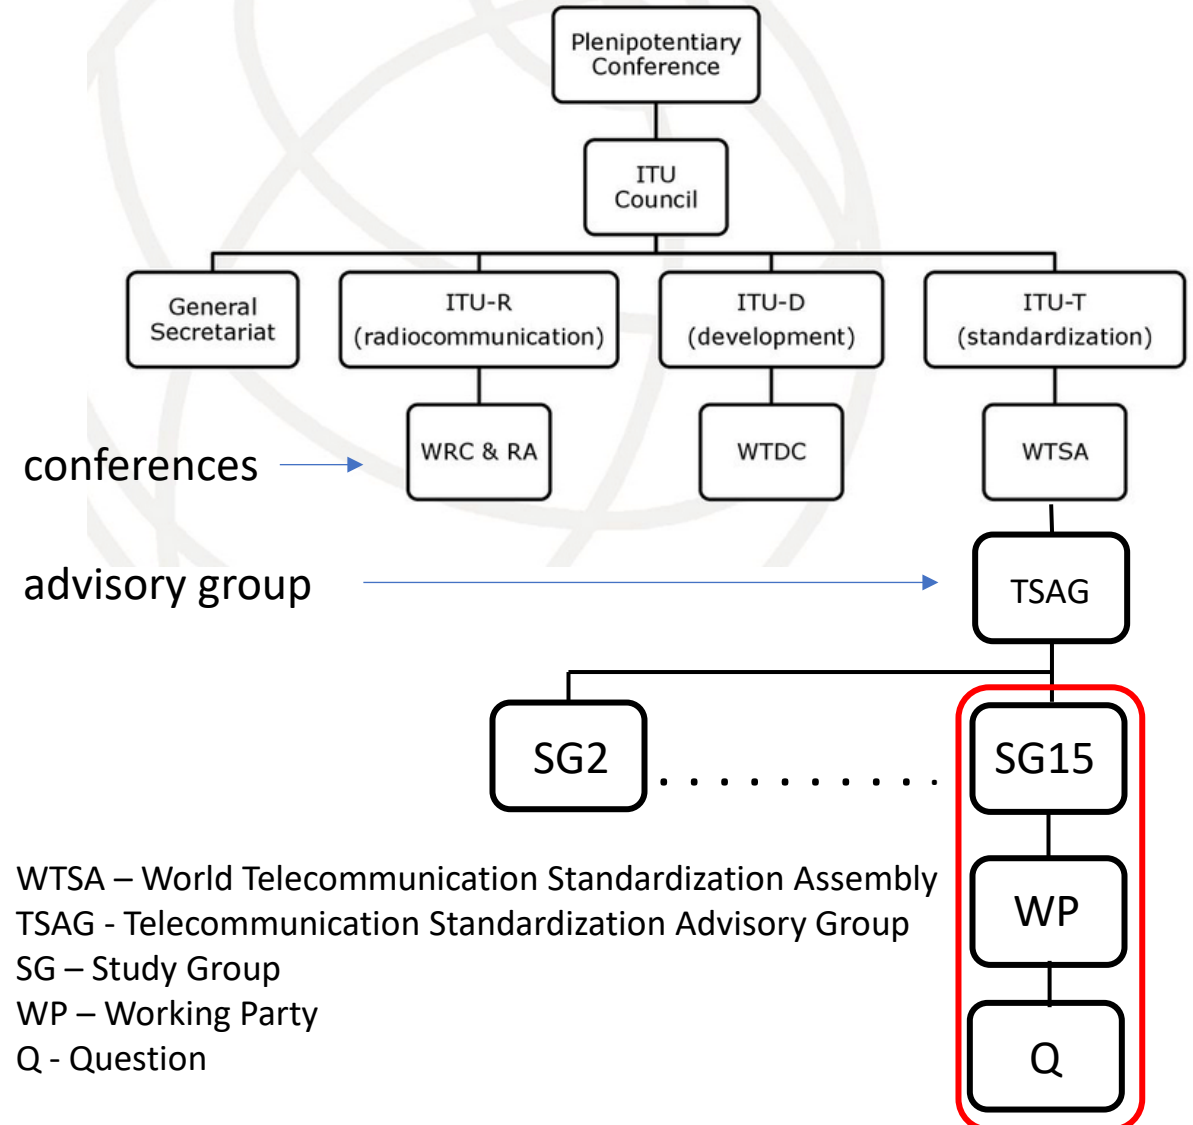 Plenipotentiary
Conference
ITU
Council
General
Secretariat
ITU-R
(radiocommunication)
ITU-D
(development)
ITU-T
(standardization)
conferences
WRC & RA
WTDC
WTSA
advisory group
TSAG
SG2
. . . . . . . . . .
SG15
WP
Q
WTSA – World Telecommunication Standardization Assembly
TSAG - Telecommunication Standardization Advisory Group
SG – Study Group
WP – Working Party
Q - Question